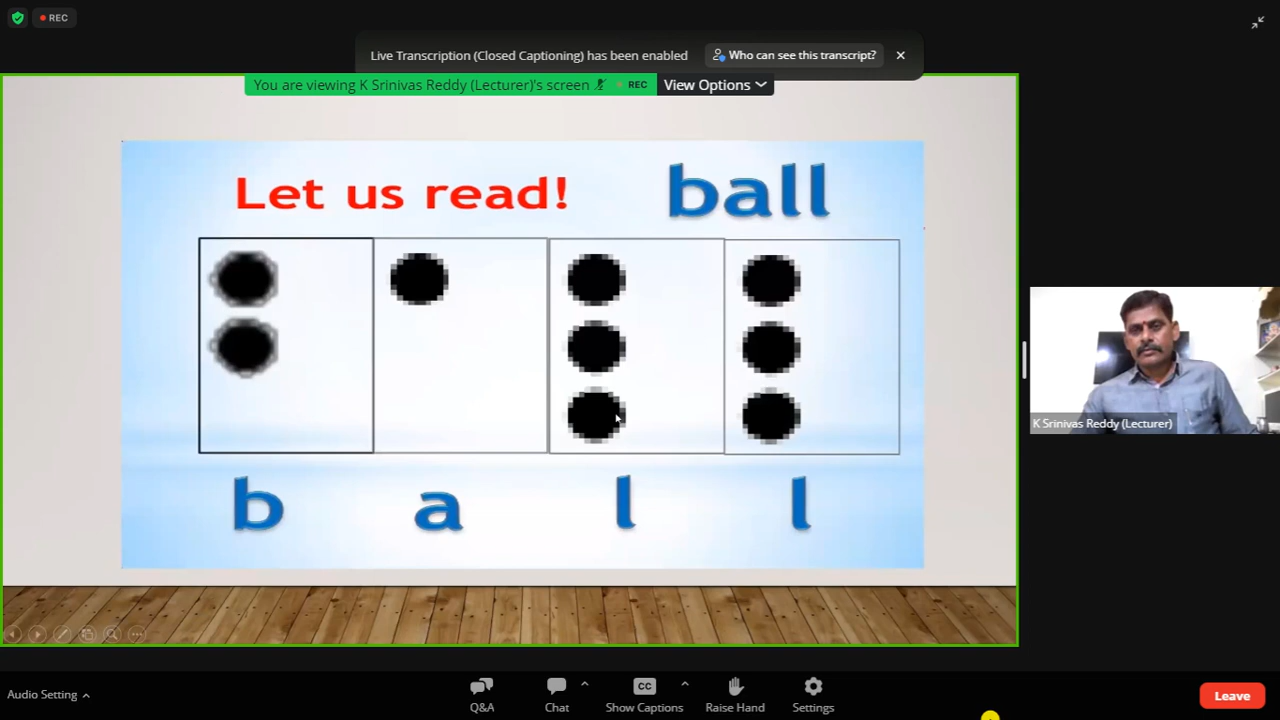 REC
Live Transcription (Closed Captioning) has been enabled Who can see this transcript?
You are viewing K Srinivas Reddy (Lecturer)'s screen REC View Options
Let us read! ball
b a l l
K Srinivas Reddy (Lecturer)
Audio Setting Q&A Chat CC Show Captions Raise Hand Settings Leave